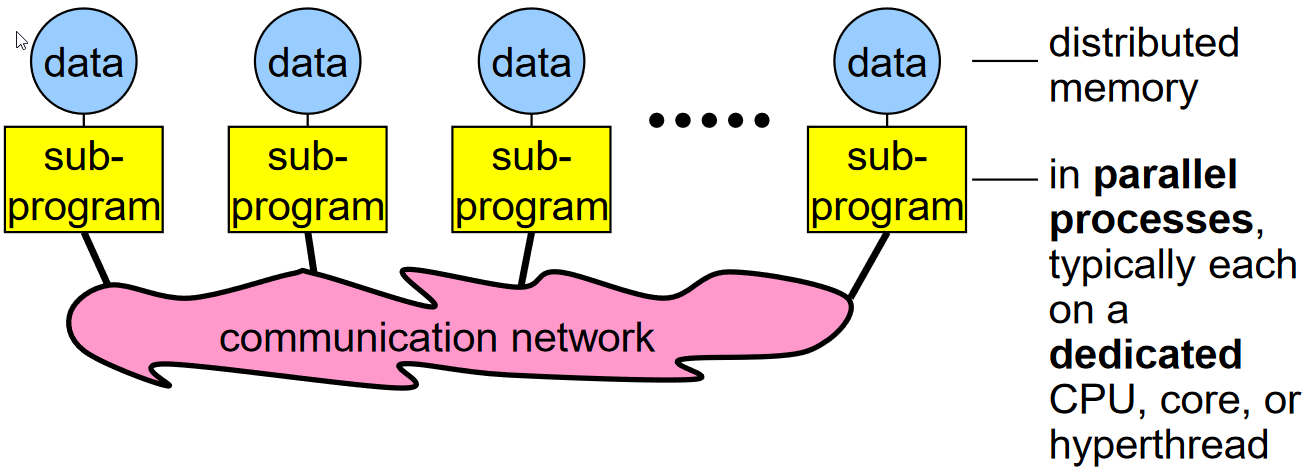 data
data
data
data
distributed
memory
sub-
program
sub-
program
sub-
program
sub-
program
in parallel
processes,
typically each
on a
dedicated
CPU, core, or
hyperthread
communication network